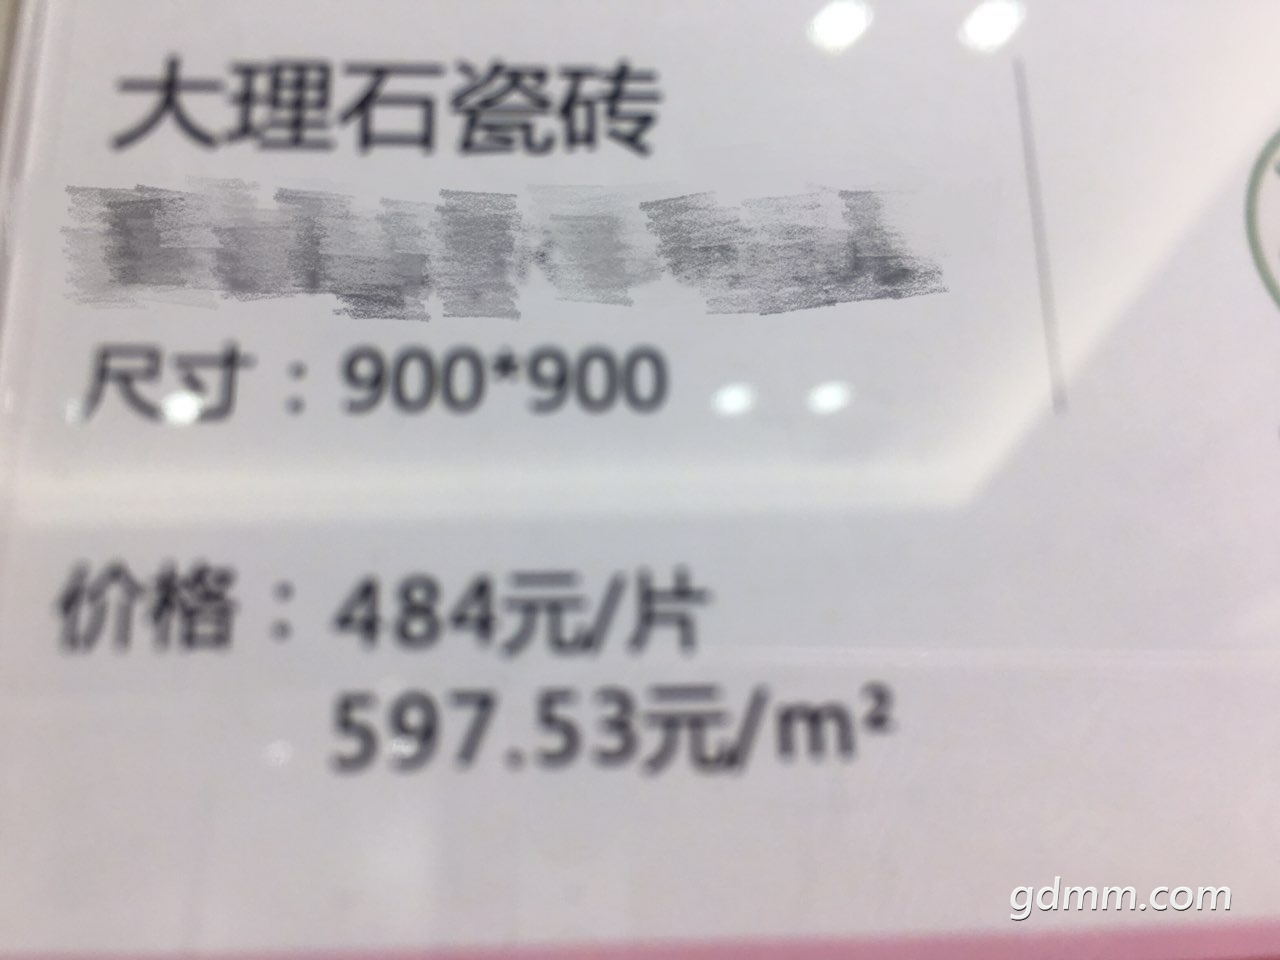 大理石瓷砖
尺寸：900*900
价格：484元/片
597.53元/m²
gdmm.com